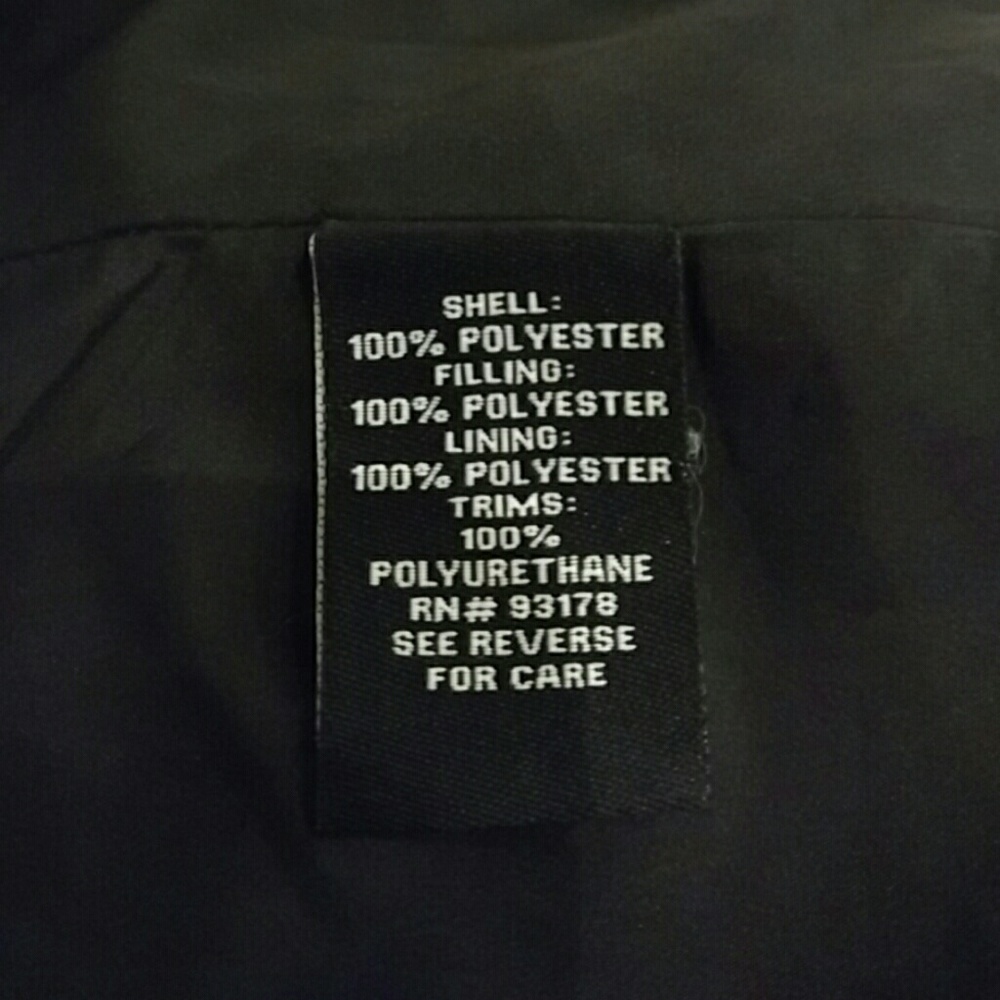 SHELL:
100% POLYESTER
FILLING:
100% POLYESTER
LINING:
100% POLYESTER
TRIMS:
100%
POLYURETHANE
RN# 93178
SEE REVERSE
FOR CARE